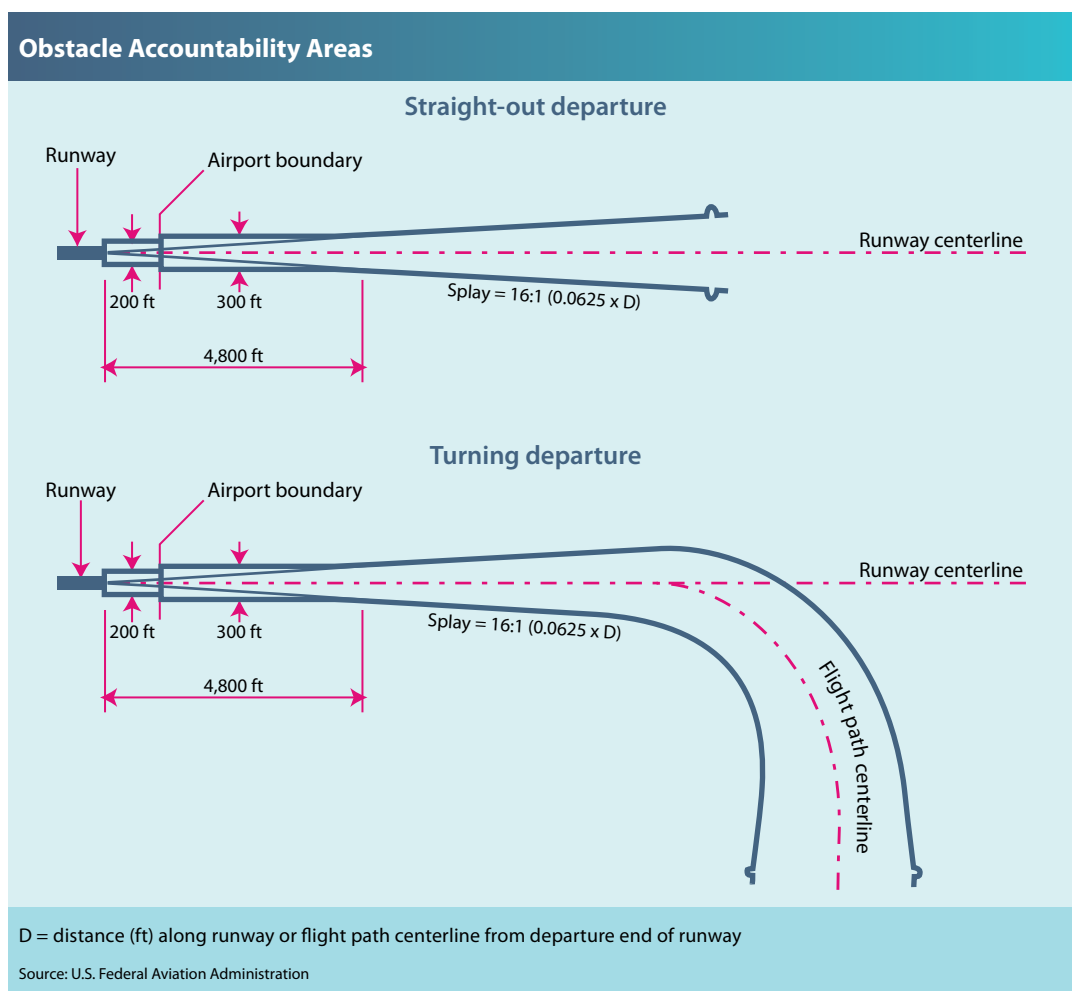 Obstacle Accountability Areas
Straight-out departure
Runway
Airport boundary
Runway centerline
200 ft
300 ft
Splay = 16:1 (0.0625 x D)
4,800 ft
Turning departure
Runway
Airport boundary
Runway centerline
200 ft
300 ft
Splay = 16:1 (0.0625 x D)
4,800 ft
Flight path centerline
D = distance (ft) along runway or flight path centerline from departure end of runway
Source: U.S. Federal Aviation Administration